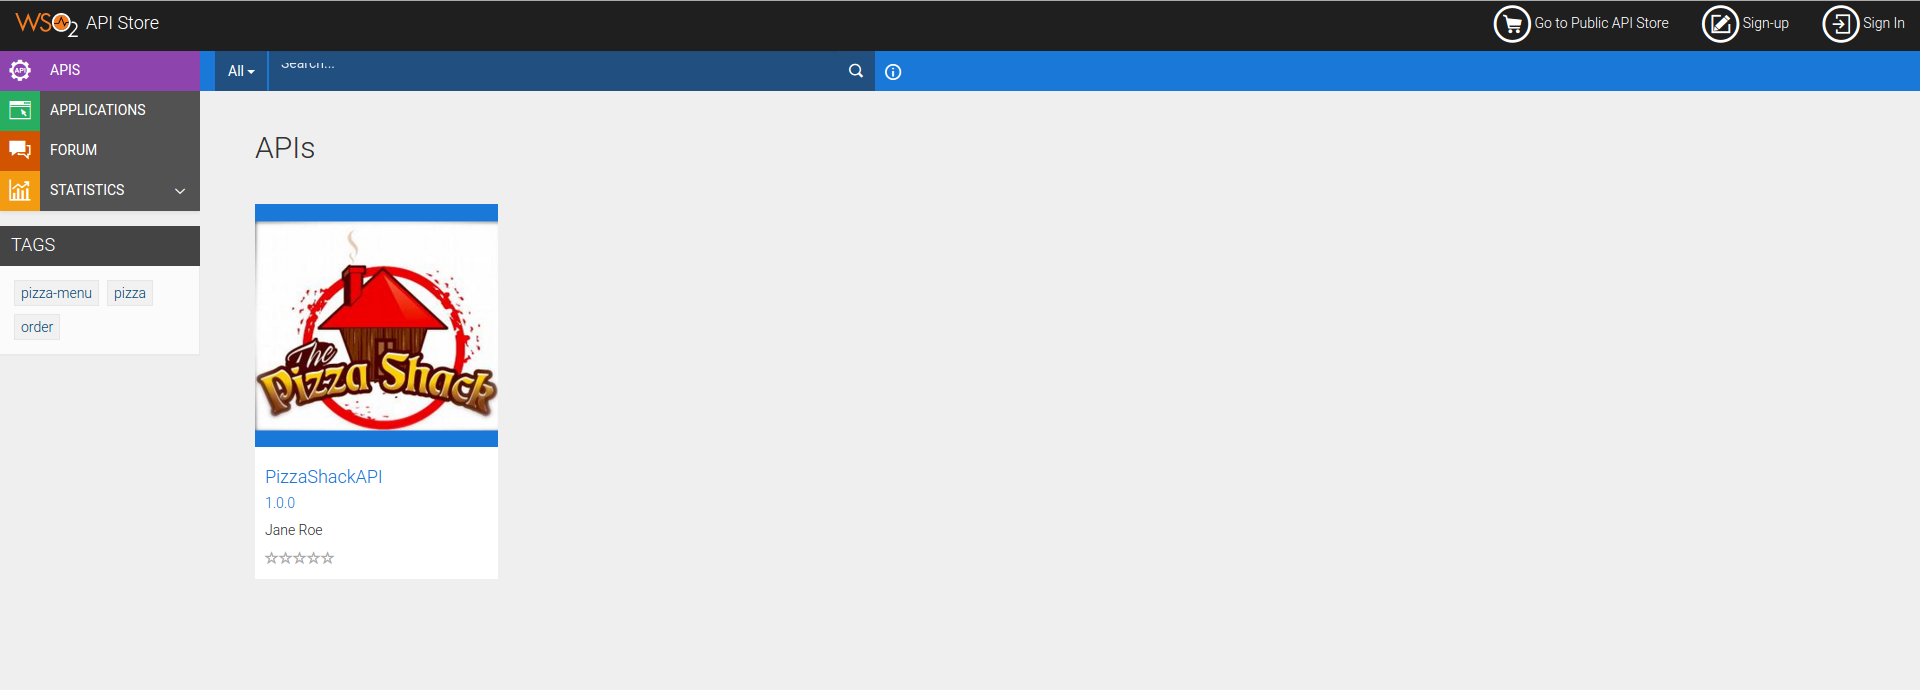 WSO2 API Store
Go to Public API Store
Sign-up
Sign In
API APIS
All
Search...
APPLICATIONS
FORUM
STATISTICS
TAGS
pizza-menu pizza
order
APIs
The
Pizza Shack
PizzaShackAPI
1.0.0
Jane Roe